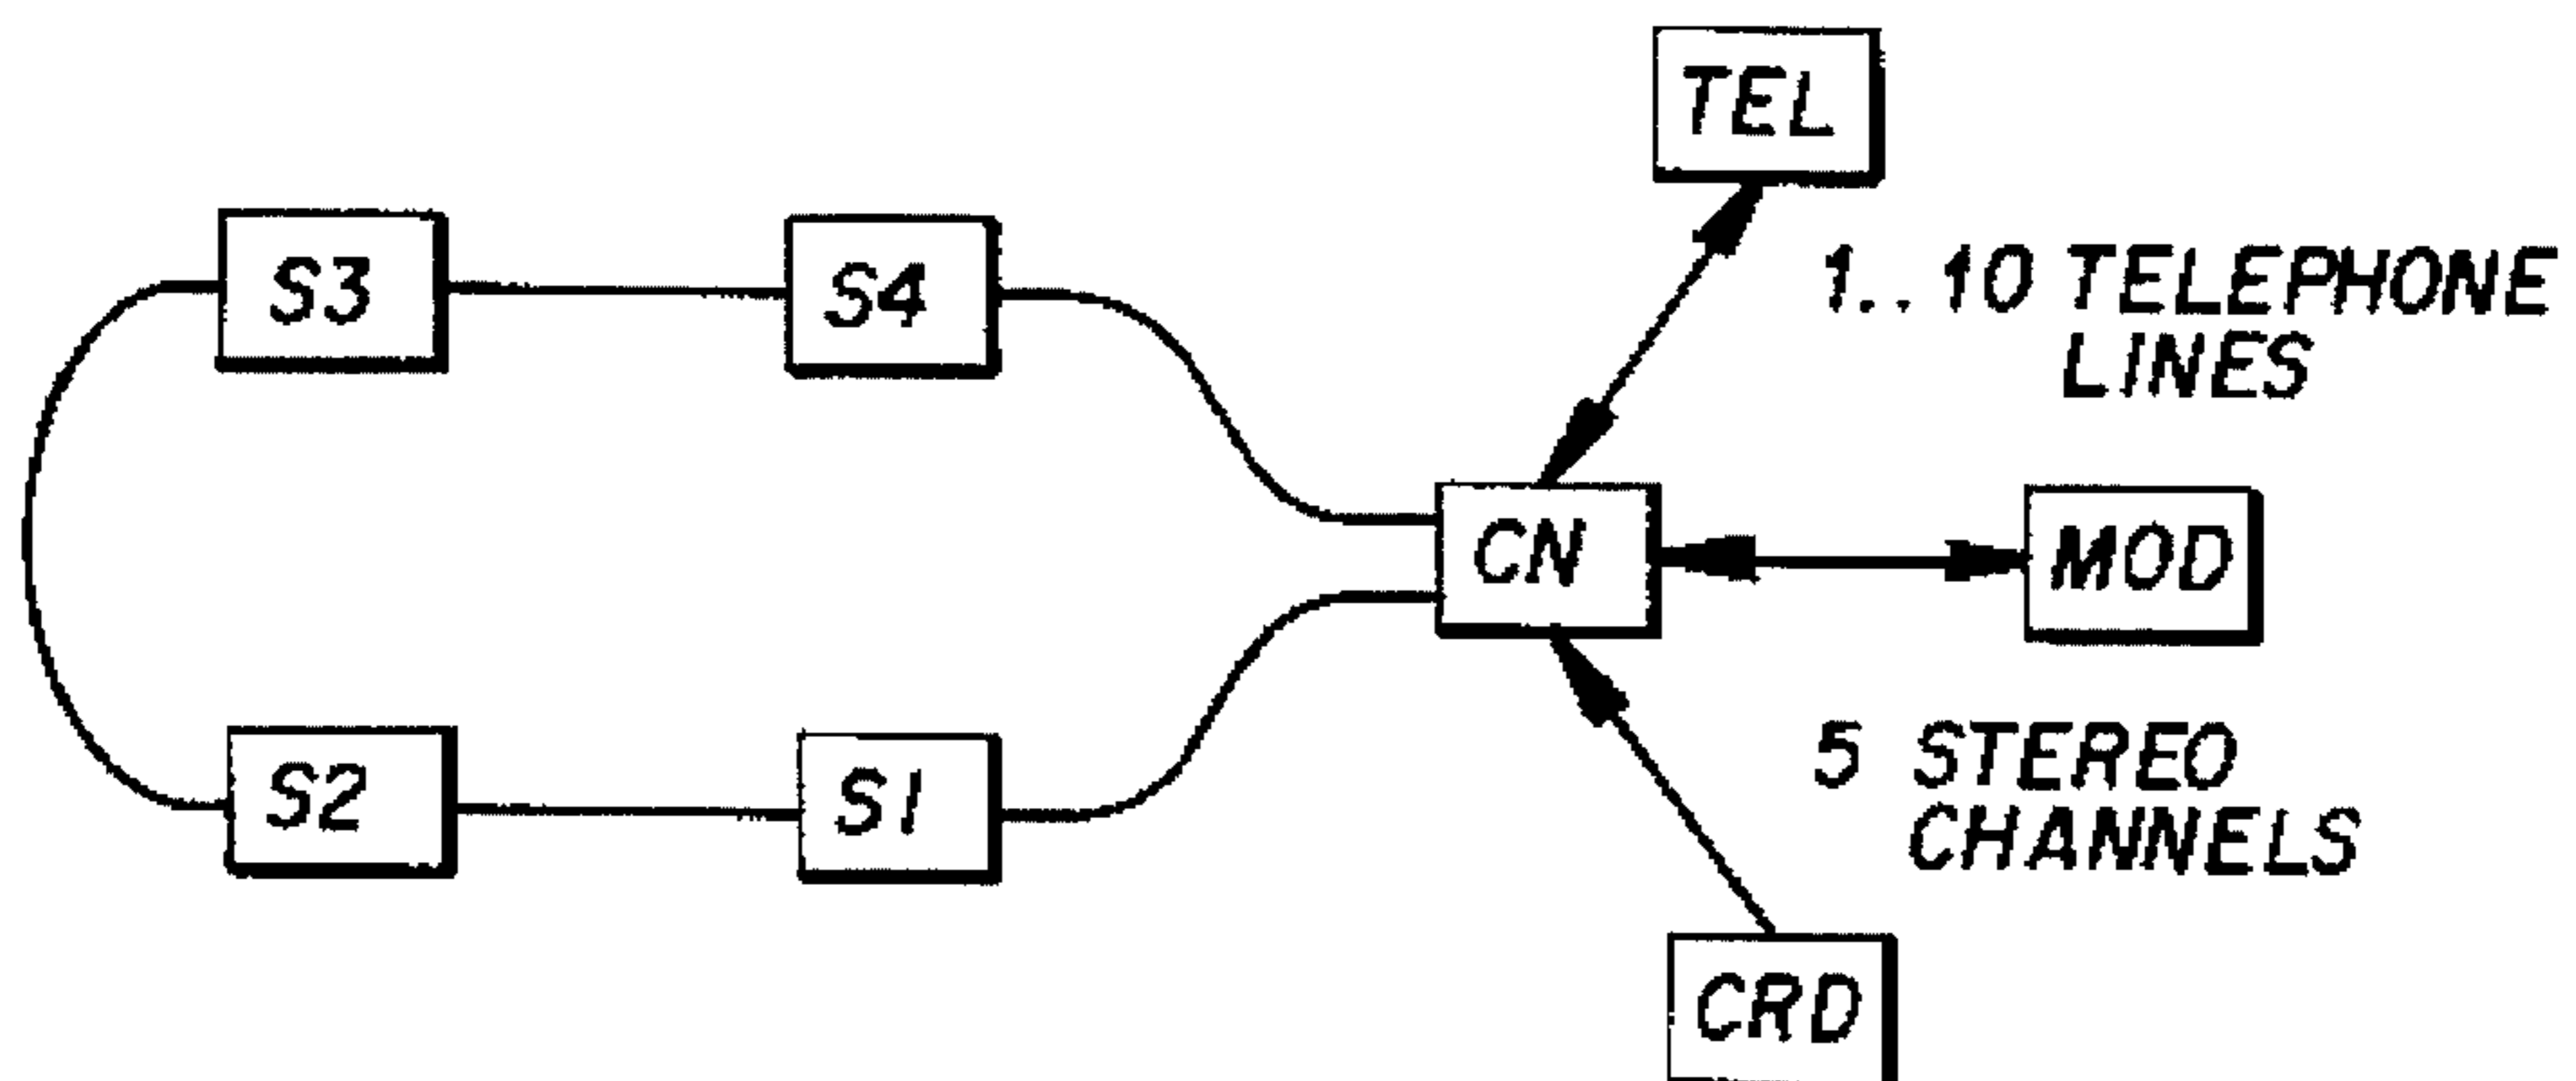 TEL
S3
S4
1..10 TELEPHONE
LINES
CN
MOD
S2
S1
5 STEREO
CHANNELS
CRD